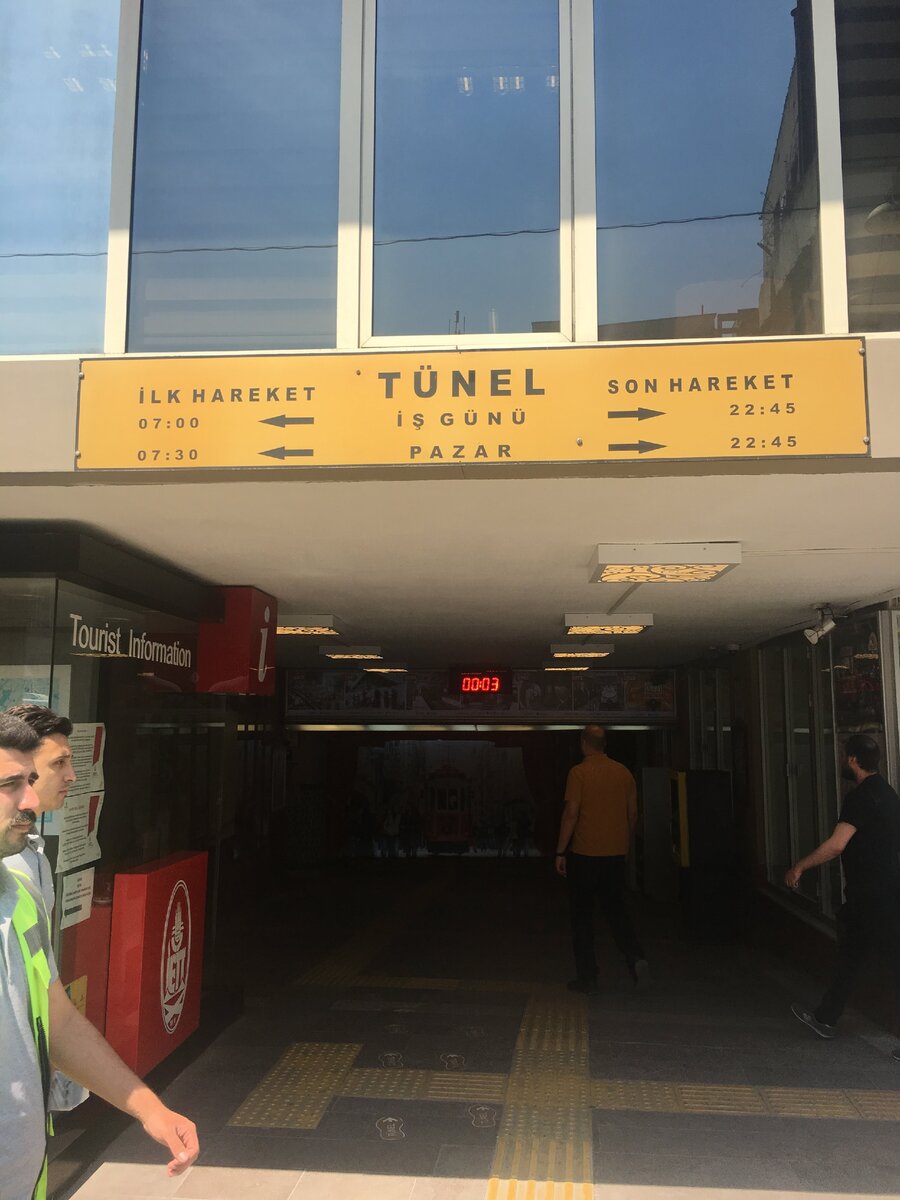 TÜNEL
İLK HAREKET
SON HAREKET
07:00 İŞ GÜNÜ 22:45
07:30 PAZAR 22:45
Tourist Information
i
00:03
İETT